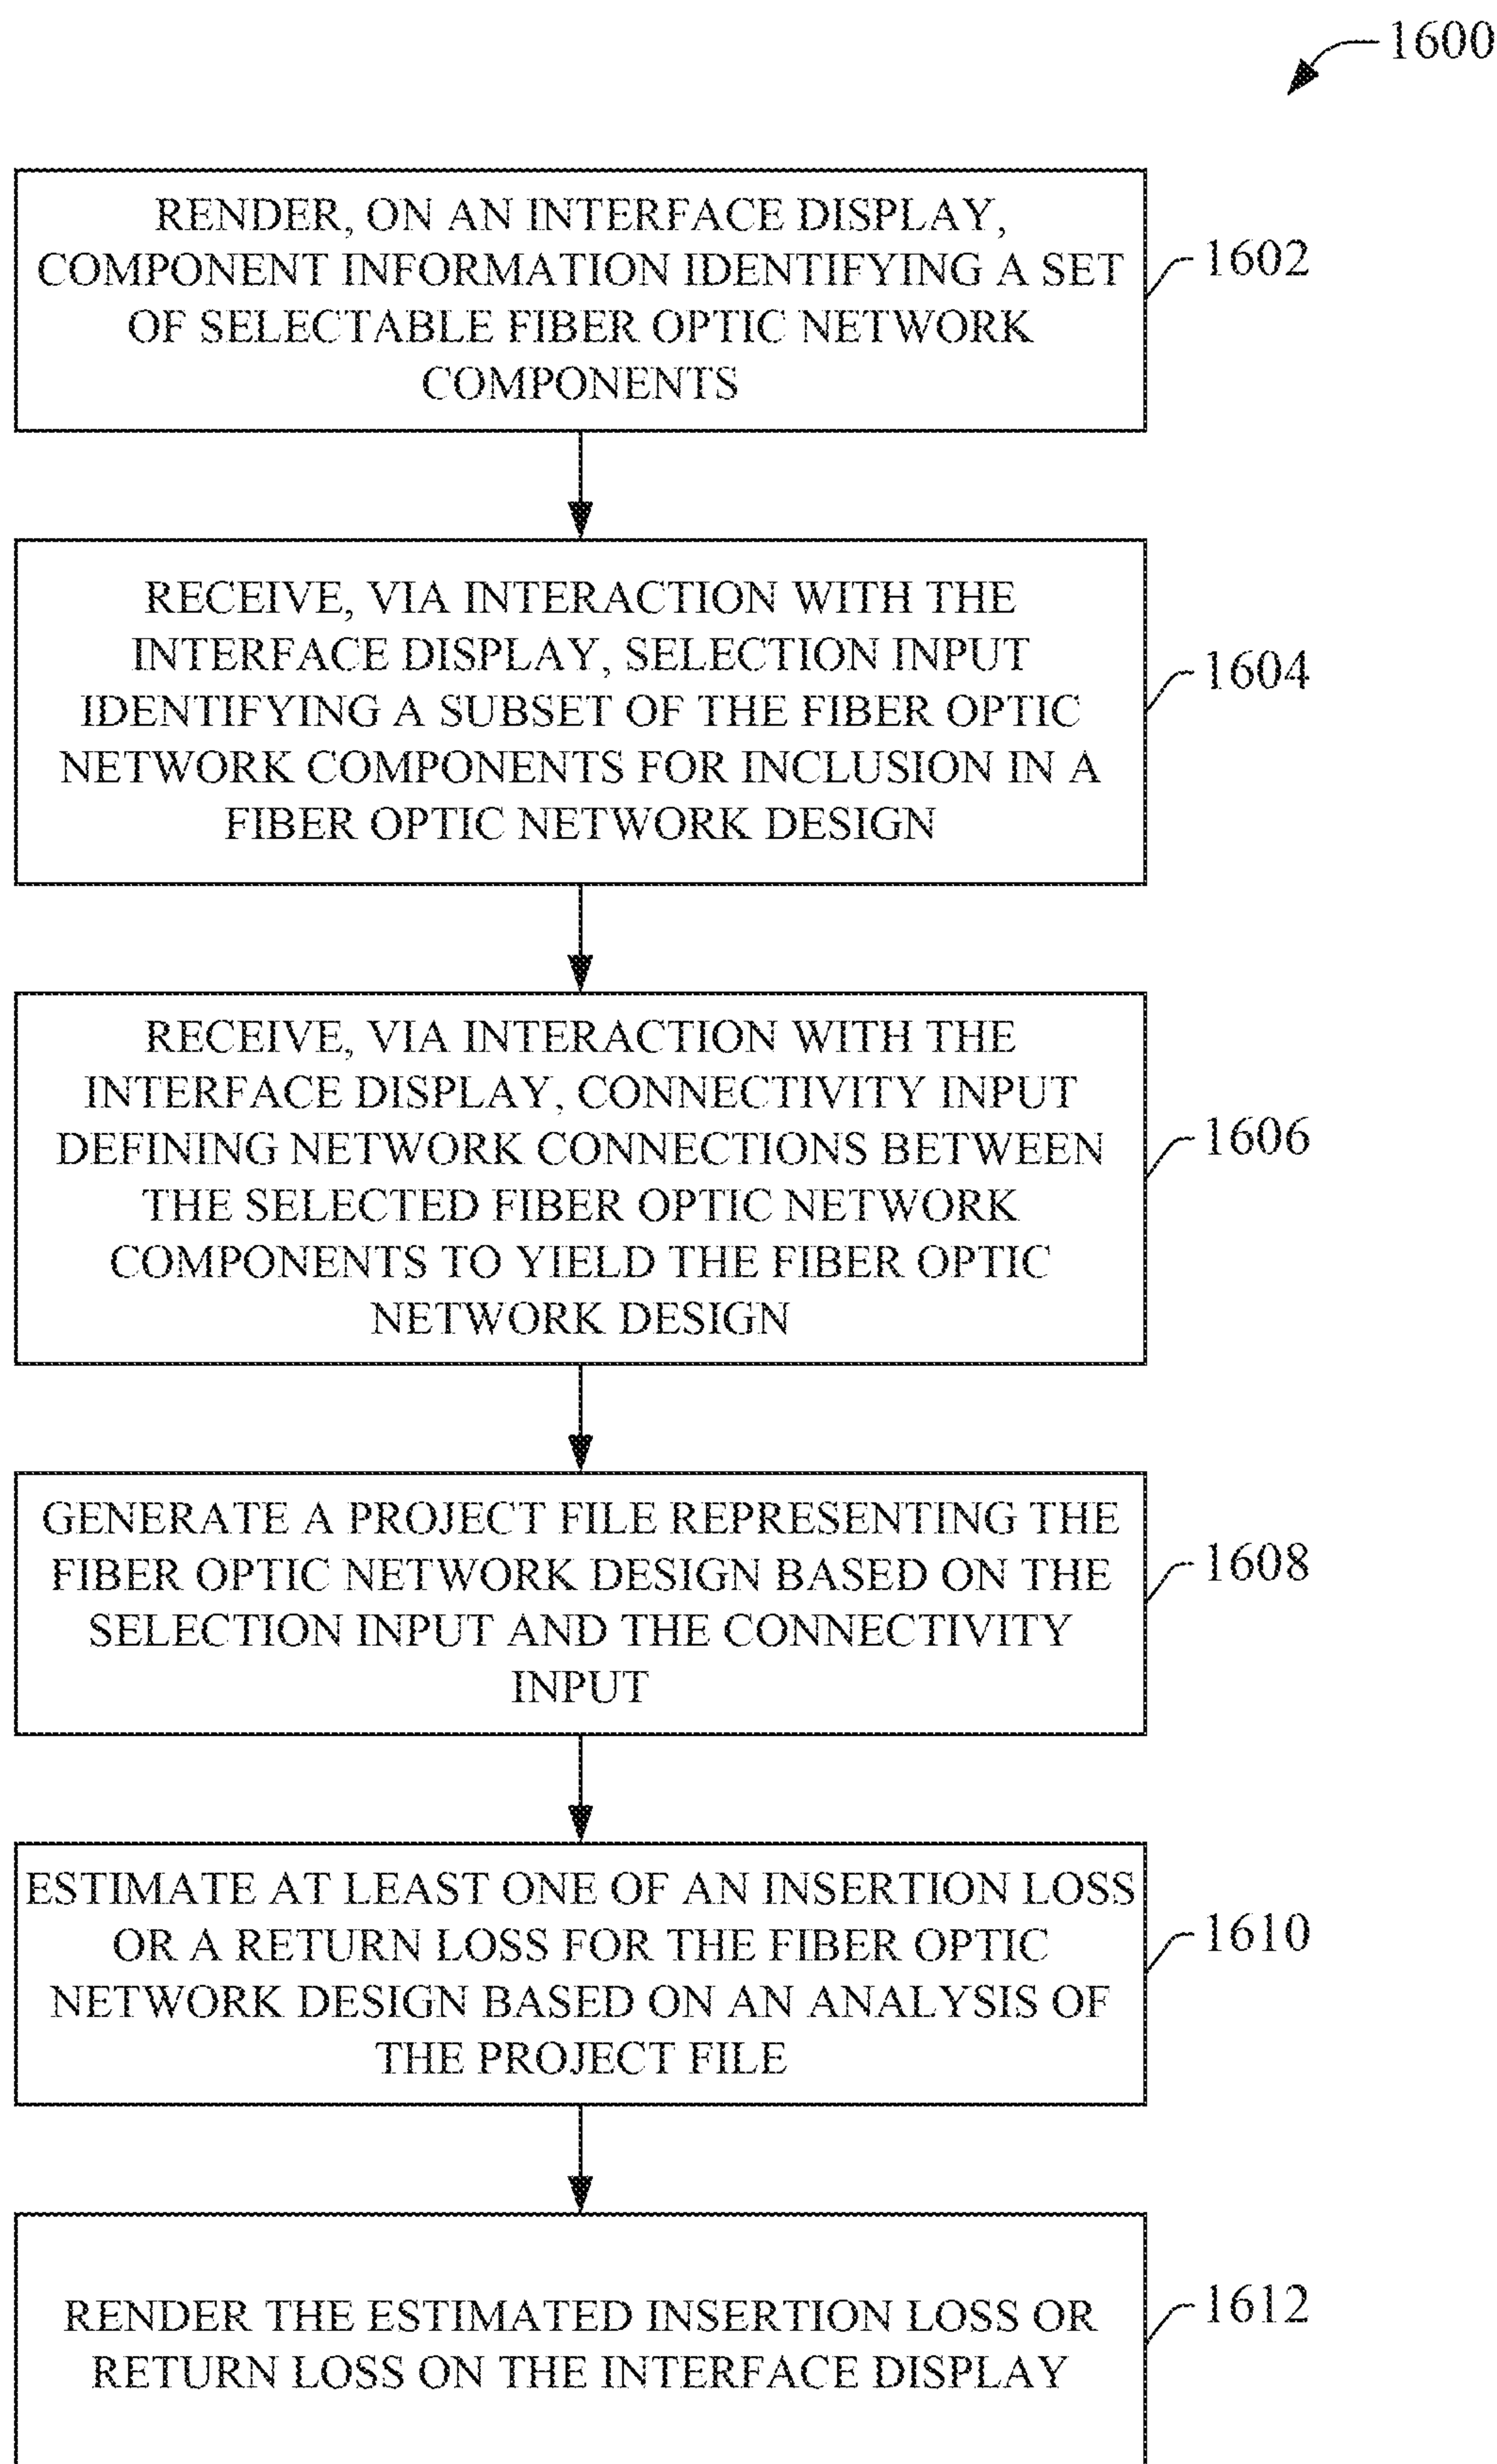 1600
RENDER, ON AN INTERFACE DISPLAY,
COMPONENT INFORMATION IDENTIFYING A SET
OF SELECTABLE FIBER OPTIC NETWORK
COMPONENTS
1602
RECEIVE, VIA INTERACTION WITH THE
INTERFACE DISPLAY, SELECTION INPUT
IDENTIFYING A SUBSET OF THE FIBER OPTIC
NETWORK COMPONENTS FOR INCLUSION IN A
FIBER OPTIC NETWORK DESIGN
1604
RECEIVE, VIA INTERACTION WITH THE
INTERFACE DISPLAY, CONNECTIVITY INPUT
DEFINING NETWORK CONNECTIONS BETWEEN
THE SELECTED FIBER OPTIC NETWORK
COMPONENTS TO YIELD THE FIBER OPTIC
NETWORK DESIGN
1606
GENERATE A PROJECT FILE REPRESENTING THE
FIBER OPTIC NETWORK DESIGN BASED ON THE
SELECTION INPUT AND THE CONNECTIVITY
INPUT
1608
ESTIMATE AT LEAST ONE OF AN INSERTION LOSS
OR A RETURN LOSS FOR THE FIBER OPTIC
NETWORK DESIGN BASED ON AN ANALYSIS OF
THE PROJECT FILE
1610
RENDER THE ESTIMATED INSERTION LOSS OR
RETURN LOSS ON THE INTERFACE DISPLAY
1612